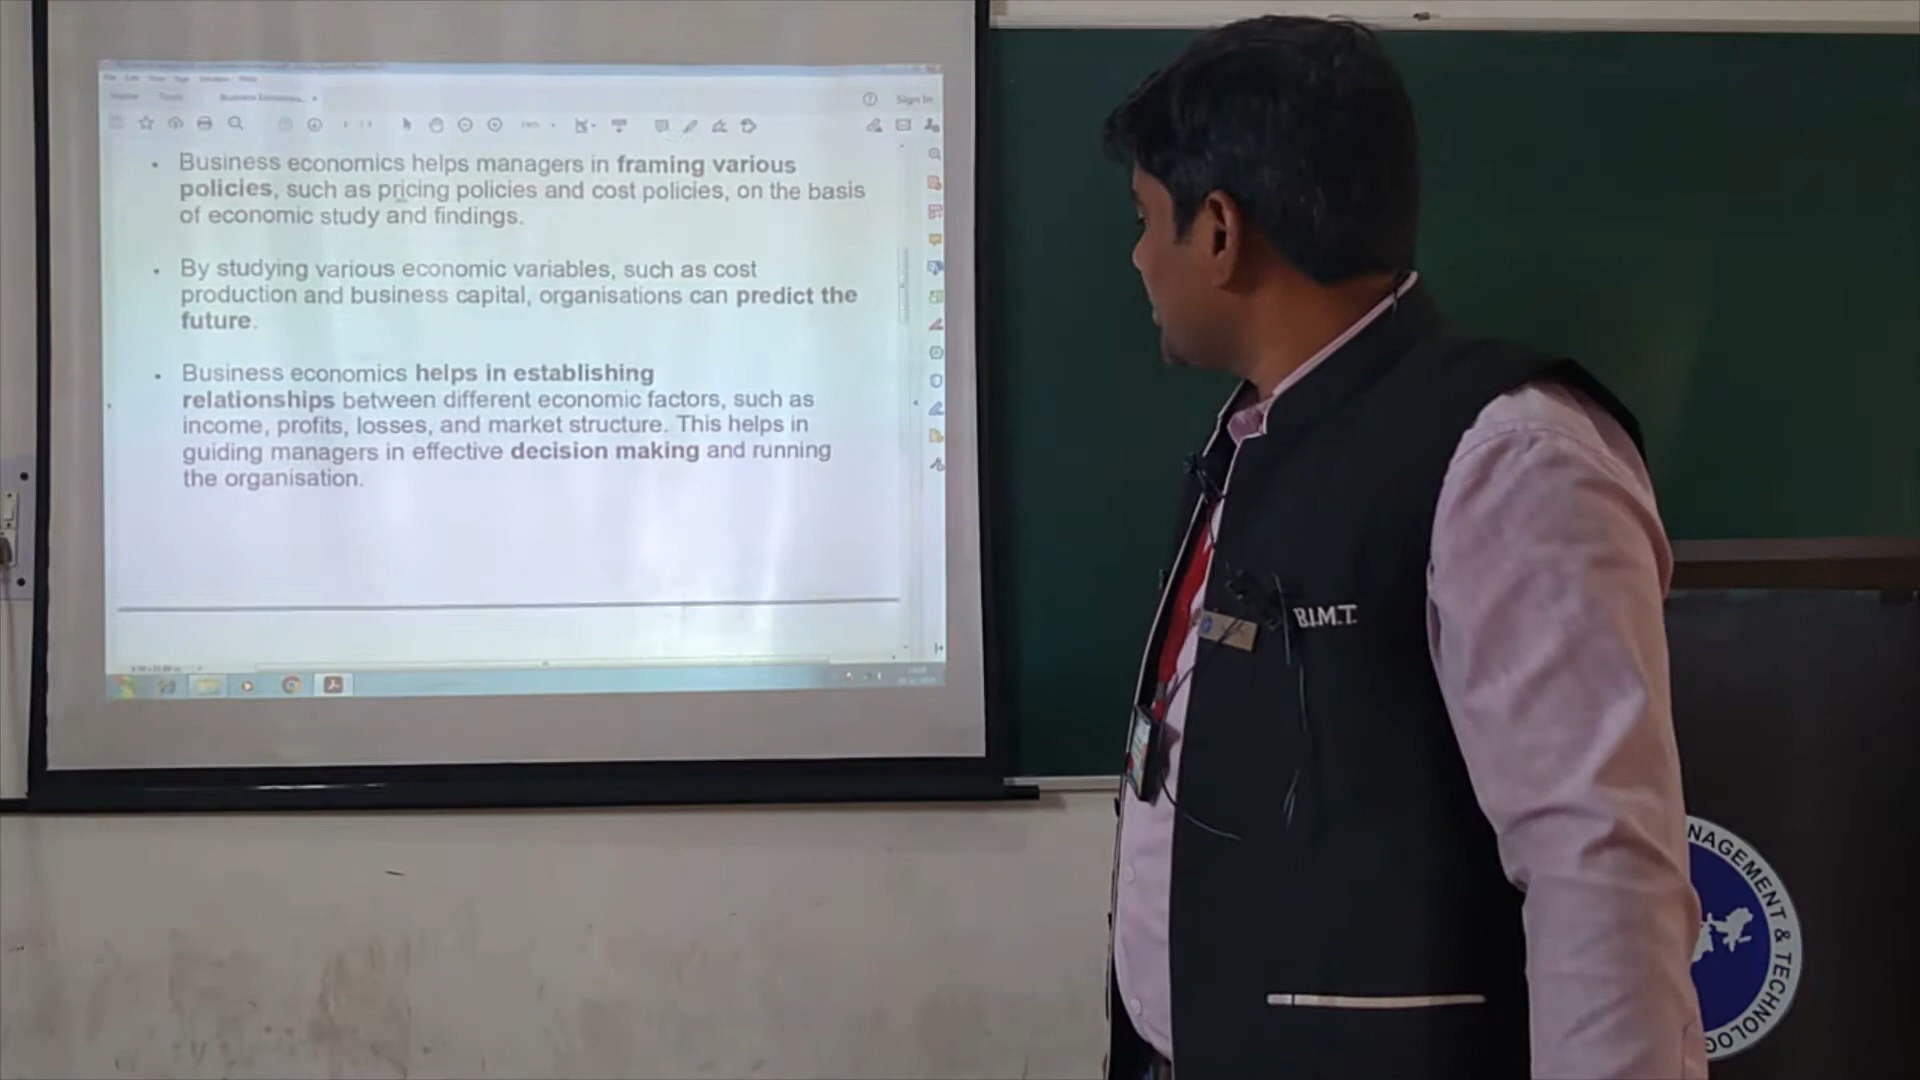 Sign In
Business economics helps managers in framing various
policies, such as pricing policies and cost policies, on the basis
of economic study and findings.
By studying various economic variables, such as cost
production and business capital, organisations can predict the
future.
Business economics helps in establishing
relationships between different economic factors, such as
income, profits, losses, and market structure. This helps in
guiding managers in effective decision making and running
the organisation.
B.I.M.T.
NAGEMENT & TECHNOLOG